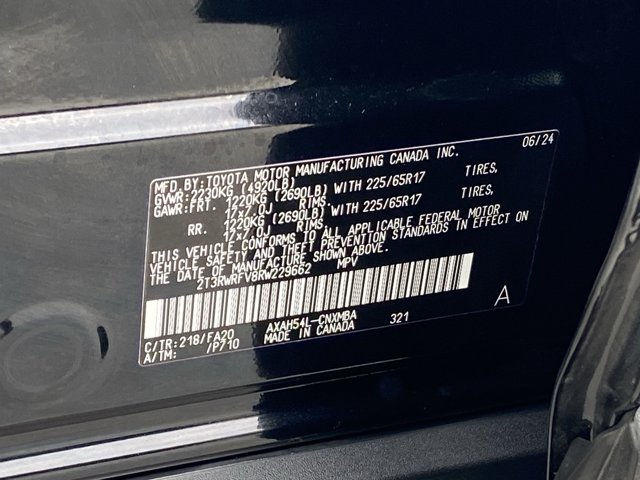 MFD.BY:TOYOTA MOTOR MANUFACTURING CANADA INC. 06/24
GVWR:2230KG (4920LB)
GAWR:FRT. 1220KG (2690LB) WITH 225/65R17 TIRES,
17x7.0J RIMS.
RR. 1220KG (2690LB) WITH 225/65R17 TIRES,
17x7.0J RIMS.
THIS VEHICLE CONFORMS TO ALL APPLICABLE FEDERAL MOTOR
VEHICLE SAFETY AND THEFT PREVENTION STANDARDS IN EFFECT ON
THE DATE OF MANUFACTURE SHOWN ABOVE.
2T3RWRFV8RW229662 MPV
A
C/TR:218/FA20 AXAH54L-CNXMBA 321
A/TM: /P710 MADE IN CANADA